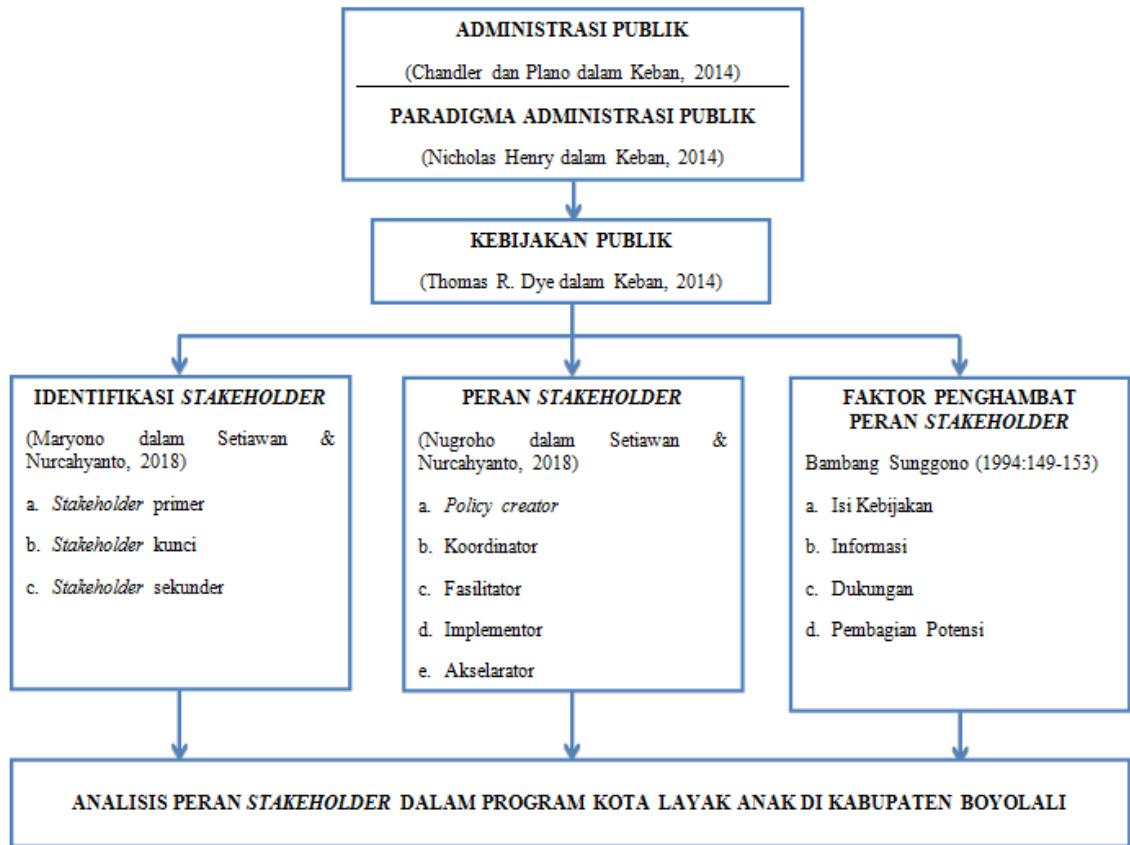 ADMINISTRASI PUBLIK
(Chandler dan Plano dalam Keban, 2014)
PARADIGMA ADMINISTRASI PUBLIK
(Nicholas Henry dalam Keban, 2014)
KEBIJAKAN PUBLIK
(Thomas R. Dye dalam Keban, 2014)
IDENTIFIKASI STAKEHOLDER
(Maryono dalam Setiawan &
Nurcahyanto, 2018)
a. Stakeholder primer
b. Stakeholder kunci
c. Stakeholder sekunder
PERAN STAKEHOLDER
(Nugroho dalam Setiawan &
Nurcahyanto, 2018)
a. Policy creator
b. Koordinator
c. Fasilitator
d. Implementor
e. Akselarator
FAKTOR PENGHAMBAT
PERAN STAKEHOLDER
Bambang Sunggono (1994:149-153)
a. Isi Kebijakan
b. Informasi
c. Dukungan
d. Pembagian Potensi
ANALISIS PERAN STAKEHOLDER DALAM PROGRAM KOTA LAYAK ANAK DI KABUPATEN BOYOLALI